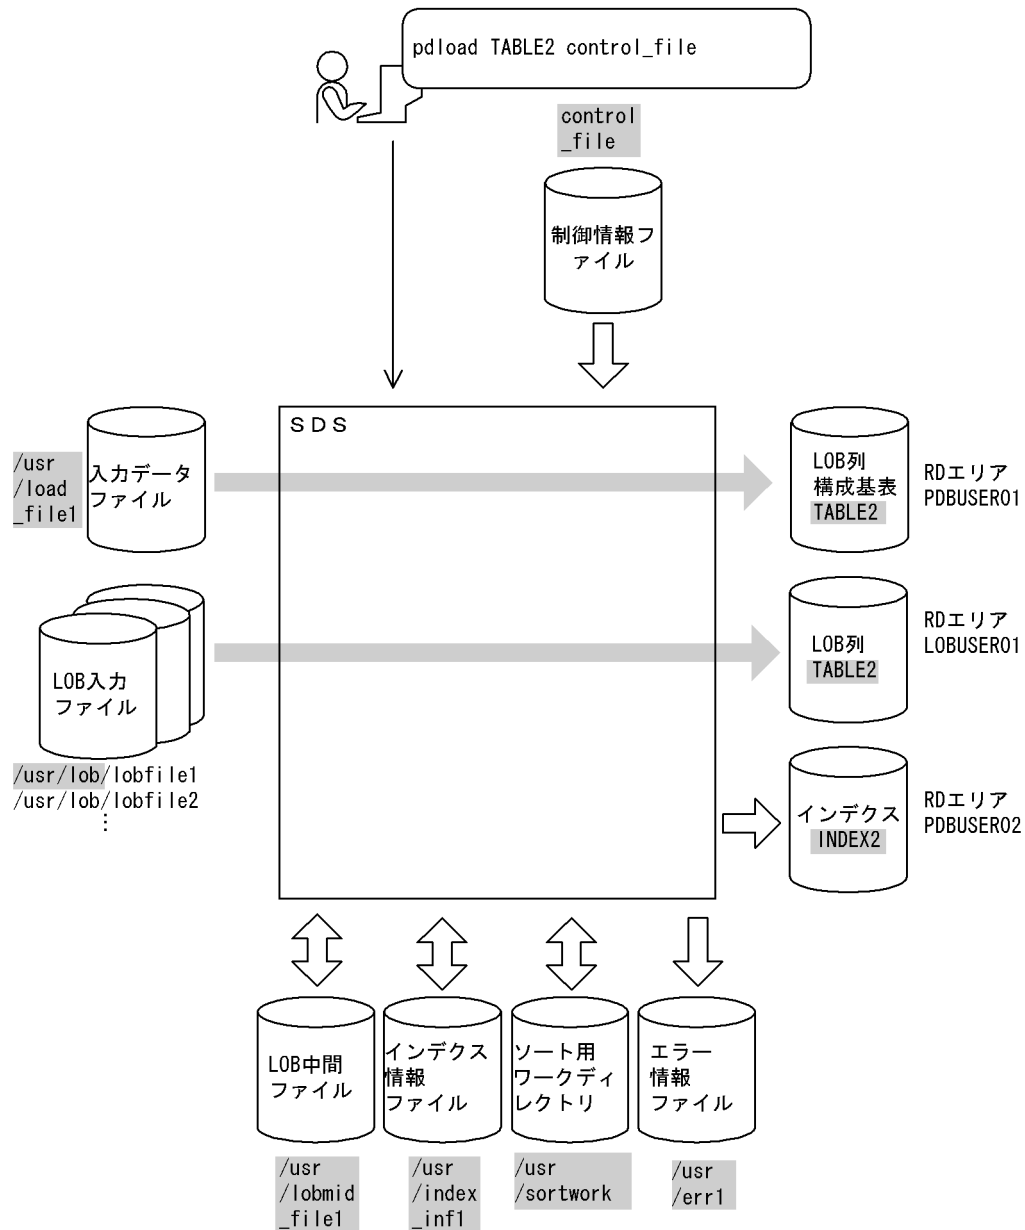 pdload TABLE2 control_file
control
_file
制御情報フ
ァイル
SDS
/usr
/load
_file1
入力データ
ファイル
LOB列
構成基表
TABLE2
RDエリア
PDBUSER01
LOB入力
ファイル
/usr/lob/lobfile1
/usr/lob/lobfile2
⋮
LOB列
TABLE2
RDエリア
LOBUSER01
インデクス
INDEX2
RDエリア
PDBUSER02
LOB中間
ファイル
インデクス
情報
ファイル
ソート用
ワークディ
レクトリ
エラー
情報
ファイル
/usr
/lobmid
_file1
/usr
/index
_inf1
/usr
/sortwork
/usr
/err1